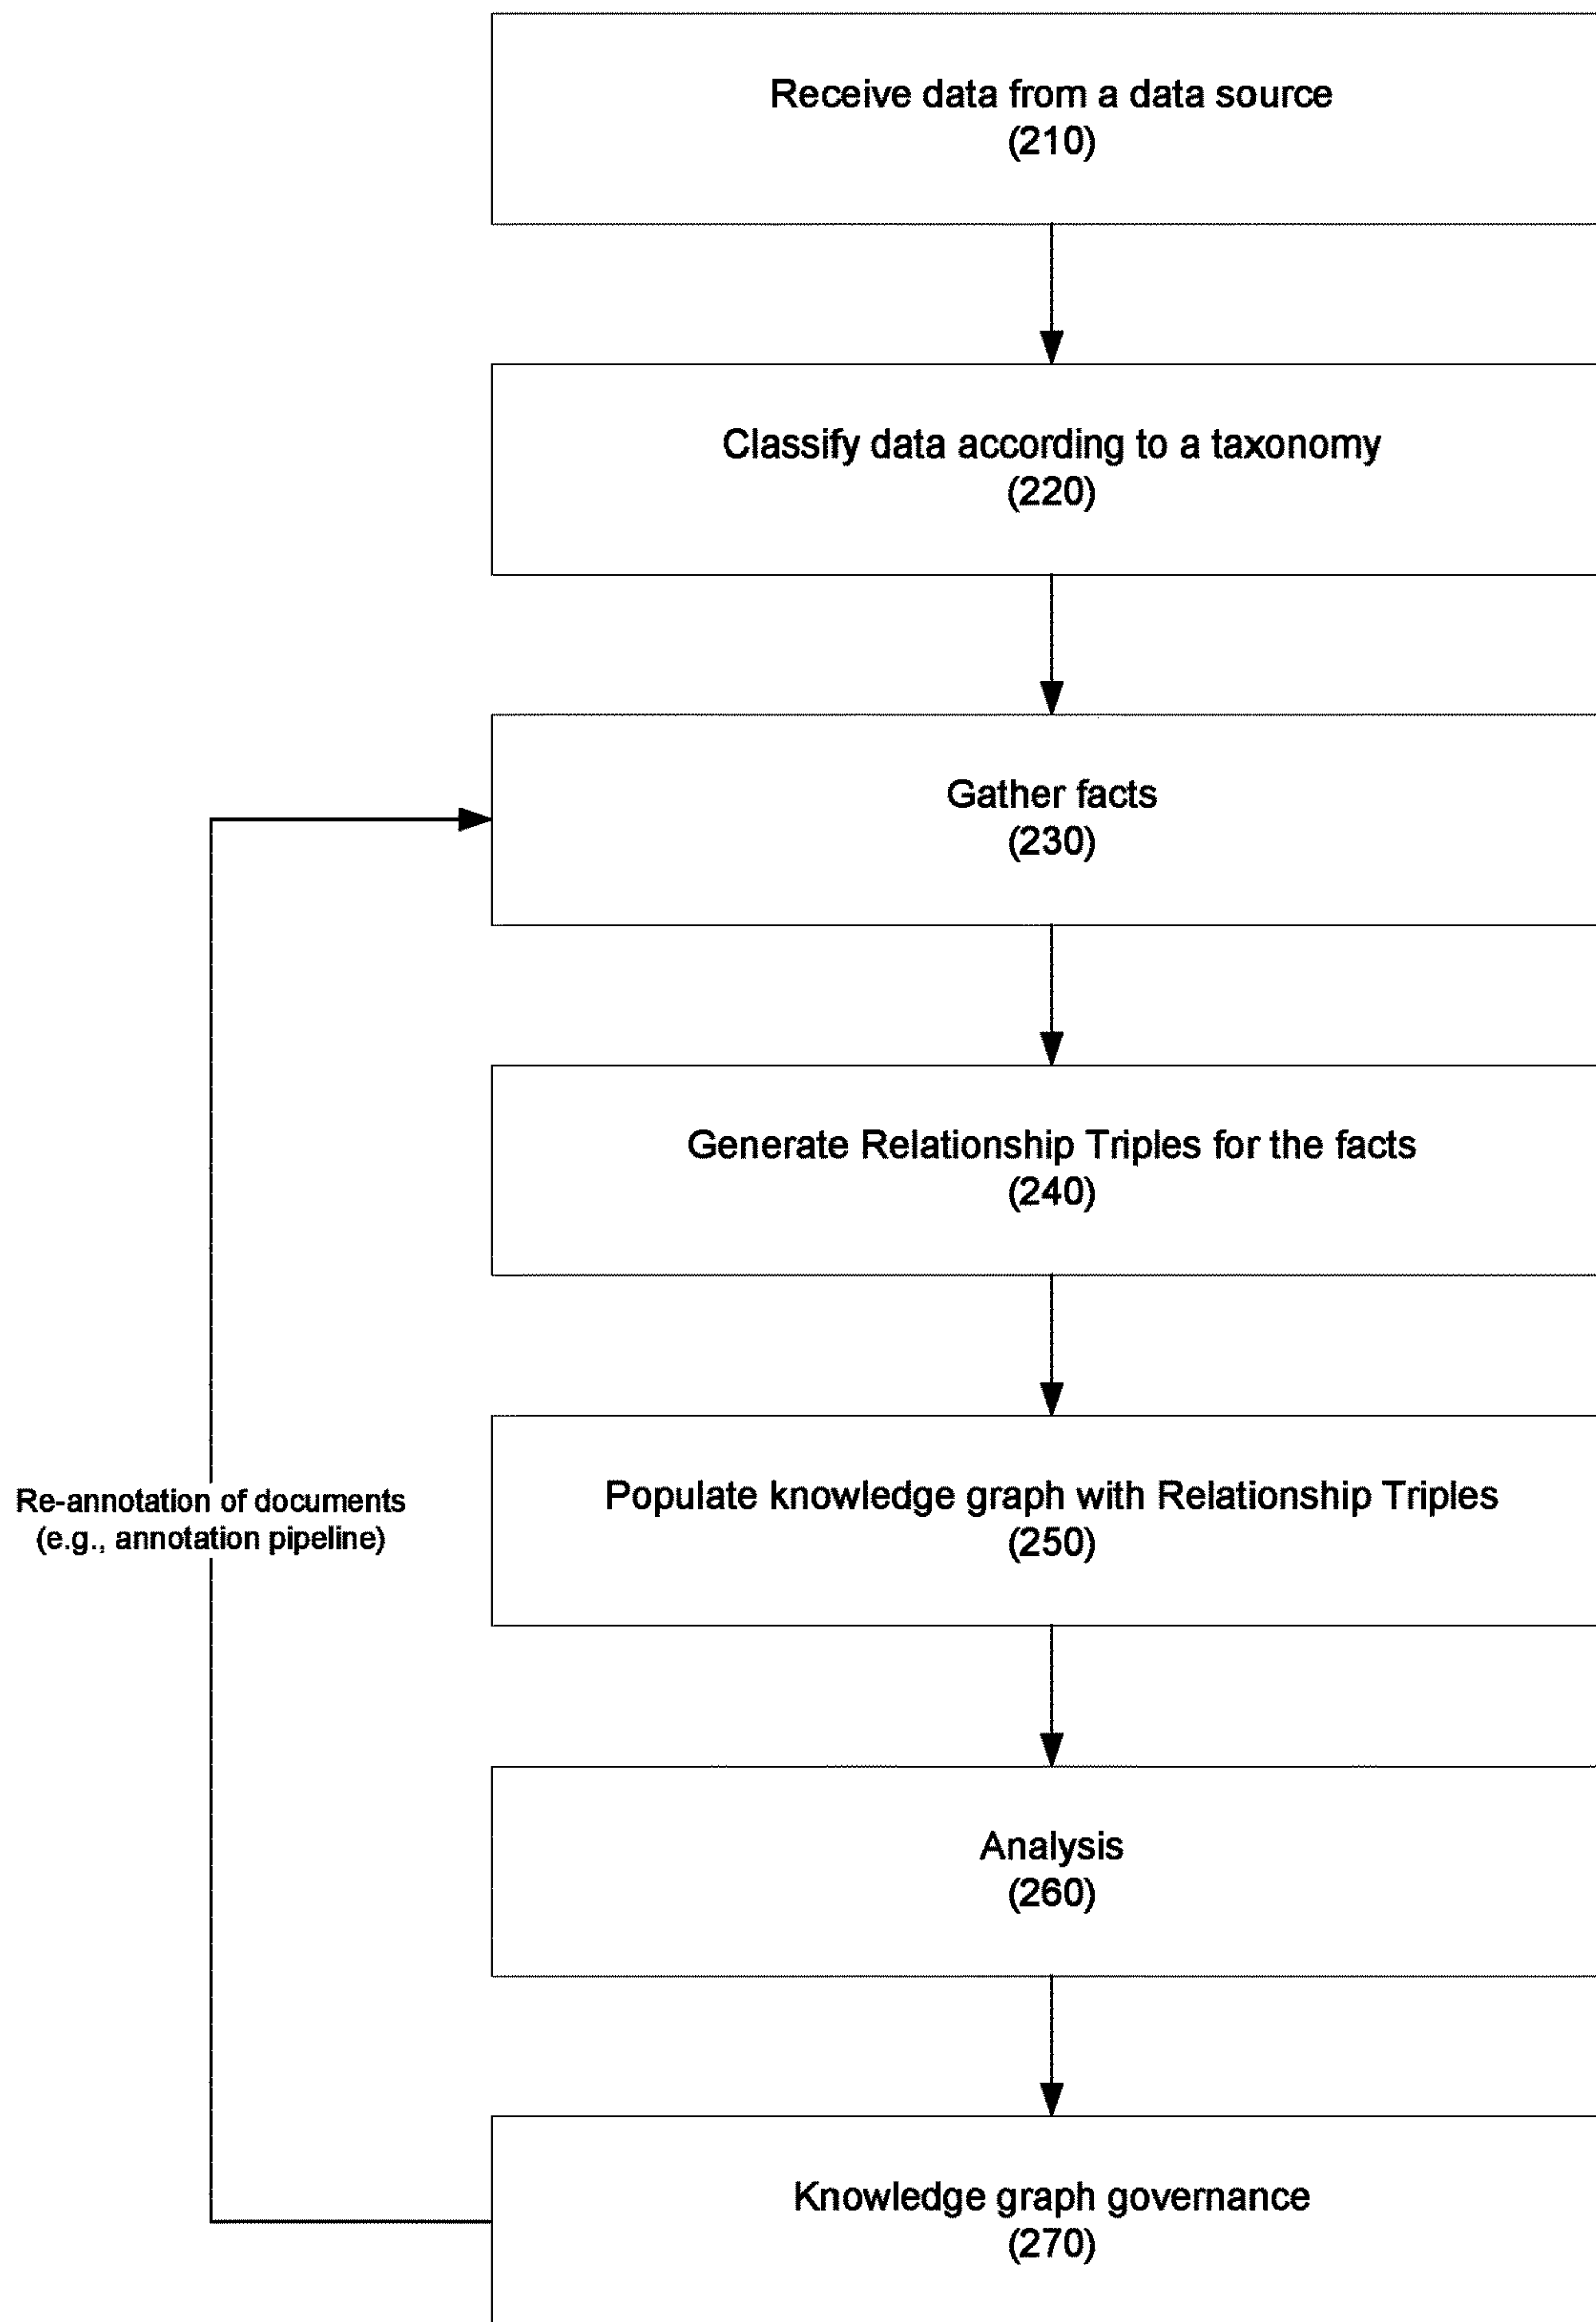 Receive data from a data source
(210)
Classify data according to a taxonomy
(220)
Gather facts
(230)
Generate Relationship Triples for the facts
(240)
Re-annotation of documents
(e.g., annotation pipeline)
Populate knowledge graph with Relationship Triples
(250)
Analysis
(260)
Knowledge graph governance
(270)